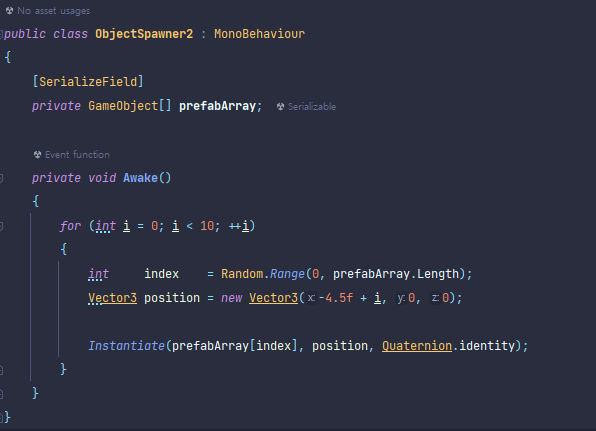 No asset usages
public class ObjectSpawner2 : MonoBehaviour
{
    [SerializeField]
    private GameObject[] prefabArray;  Serializable

    Event function
    private void Awake()
    {
        for (int i = 0; i < 10; ++i)
        {
            int     index    = Random.Range(0, prefabArray.Length);
            Vector3 position = new Vector3(x:-4.5f + i, y:0, z:0);

            Instantiate(prefabArray[index], position, Quaternion.identity);
        }
    }
}